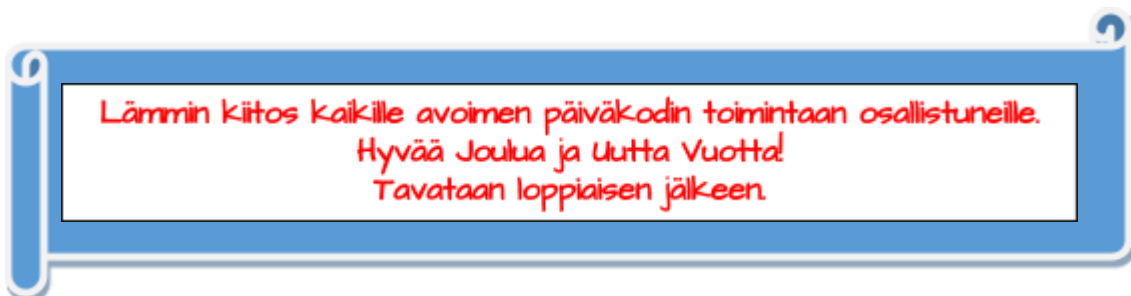 Lämmin kiitos kaikille avoimen päiväkodin toimintaan osallistuneille.
Hyvää Joulua ja Uutta Vuotta!
Tavataan loppiaisen jälkeen.